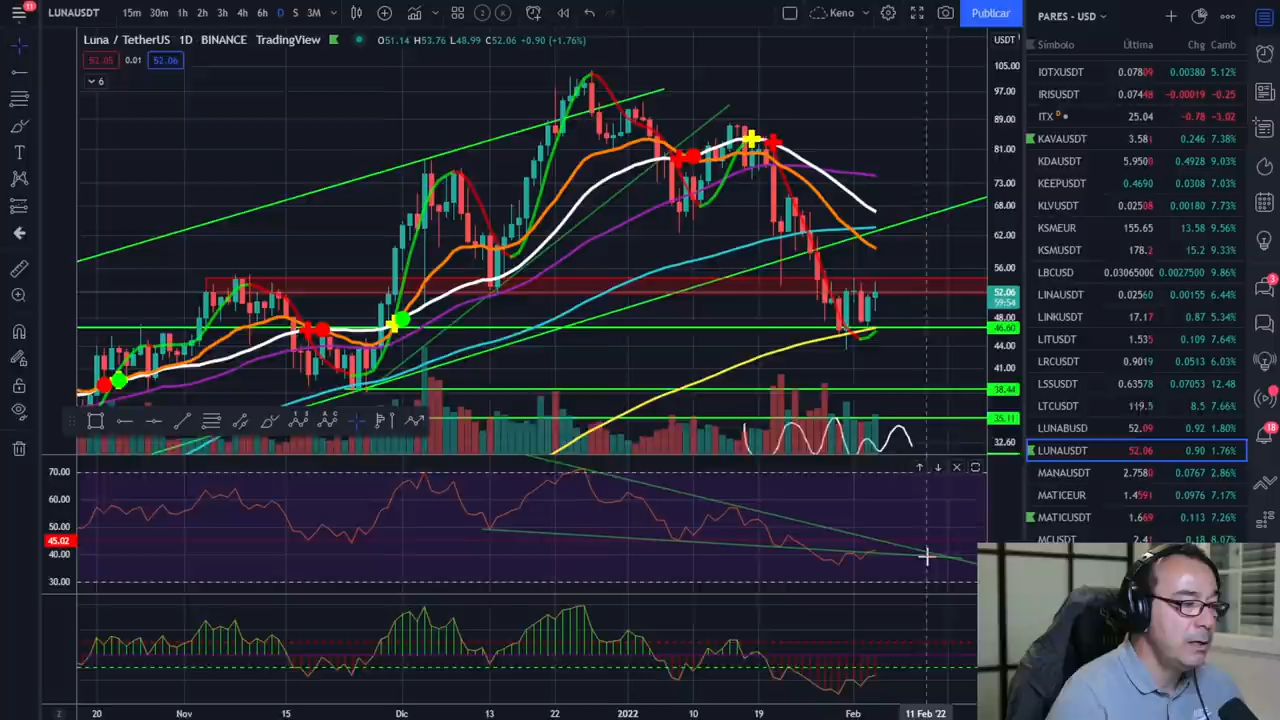 11
LUNAUSDT
15m 30m 1h 2h 3h 4h 6h D S 3M
2
Keno
Publicar
PARES - USD
Luna / TetherUS 1D BINANCE TradingView
O51.14 H53.76 L48.99 C52.06 +0.90 (+1.76%)
USDT
52.05 0.01 52.06
6
105.00
97.00
89.00
81.00
73.00
68.00
62.00
56.00
52.06
59:54
48.00
46.60
44.00
41.00
38.44
35.11
32.60
70.00
60.00
50.00
45.02
40.00
30.00
20 Nov 15 Dic 13 22 2022 10 19 Feb 11 Feb '22
Símbolo Última Chg Camb
IOTXUSDT 0.07809 0.00380 5.12%
IRISUSDT 0.07448 -0.00019 -0.25
ITX D 25.04 -0.78 -3.02
KAVAUSDT 3.581 0.246 7.38%
KDAUSDT 5.9500 0.4928 9.03%
KEEPUSDT 0.4690 0.0308 7.03%
KLVUSDT 0.02508 0.00180 7.73%
KSMEUR 155.65 13.58 9.56%
KSMUSDT 178.2 15.2 9.33%
LBCUSD 0.03065000 0.0027500 9.86%
LINAUSDT 0.02560 0.00155 6.44%
LINKUSDT 17.17 0.87 5.34%
LITUSDT 1.535 0.109 7.64%
LRCUSDT 0.9019 0.0513 6.03%
LSSUSDT 0.63578 0.07053 12.48
LTCUSDT 119.5 8.5 7.66%
LUNABUSD 52.09 0.92 1.80%
LUNAUSDT 52.06 0.90 1.76%
MANAUSDT 2.7580 0.0767 2.86%
MATICEUR 1.4591 0.0976 7.17%
MATICUSDT 1.669 0.113 7.26%
MCUSDT 8.07%
3
18